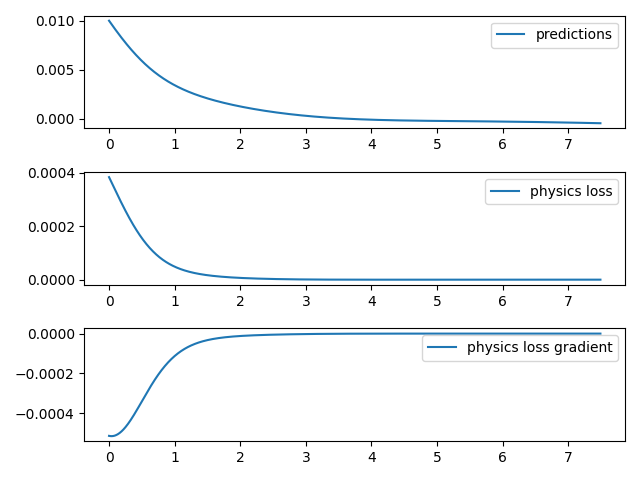 0.010
0.005
0.000
predictions
0 1 2 3 4 5 6 7
0.0004
0.0002
0.0000
physics loss
0 1 2 3 4 5 6 7
0.0000
−0.0002
−0.0004
physics loss gradient
0 1 2 3 4 5 6 7